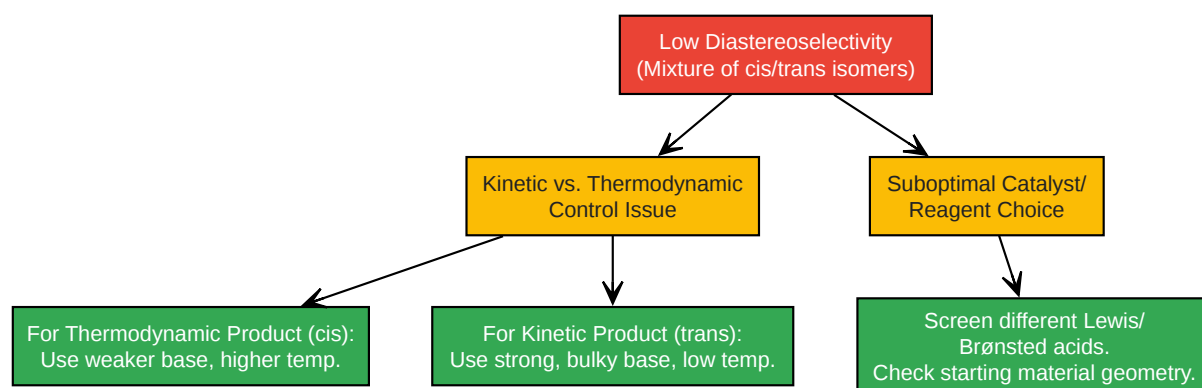 Low Diastereoselectivity
(Mixture of cis/trans isomers)
Kinetic vs. Thermodynamic
Control Issue
Suboptimal Catalyst/
Reagent Choice
For Thermodynamic Product (cis):
Use weaker base, higher temp.
For Kinetic Product (trans):
Use strong, bulky base, low temp.
Screen different Lewis/
Brønsted acids.
Check starting material geometry.